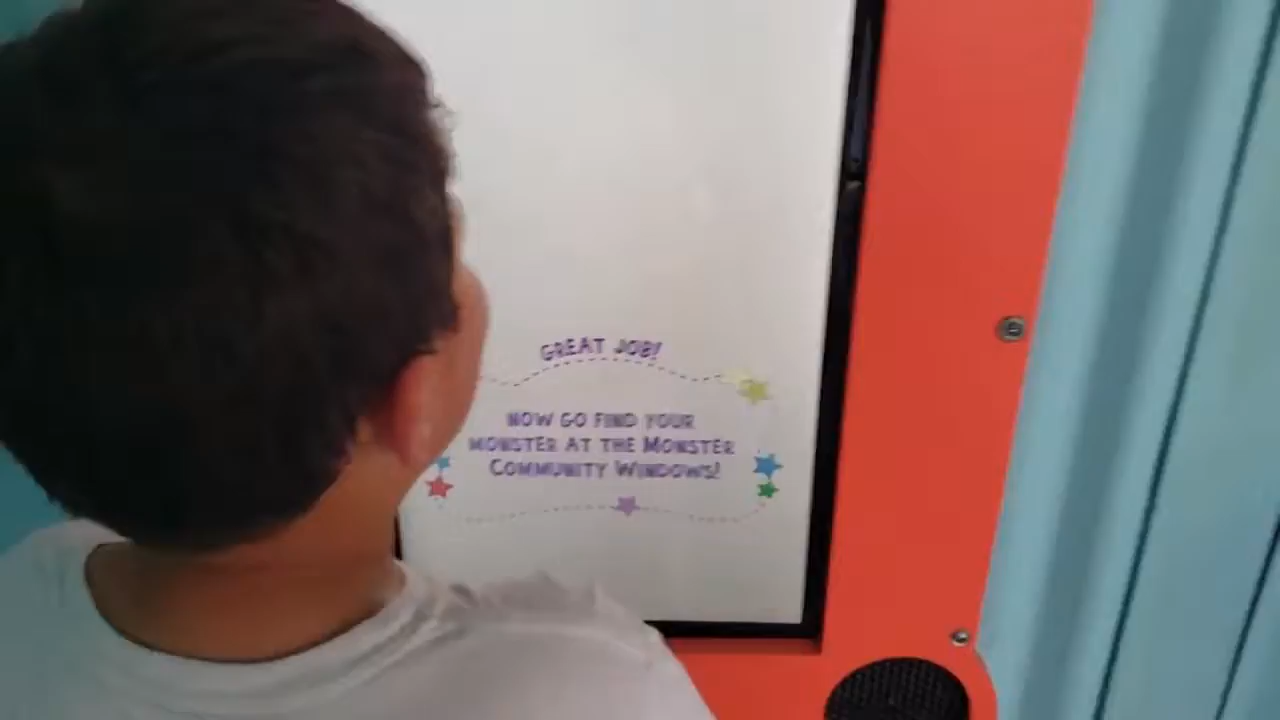 GREAT JOB!
NOW GO FIND YOUR
MONSTER AT THE MONSTER
COMMUNITY WINDOWS!